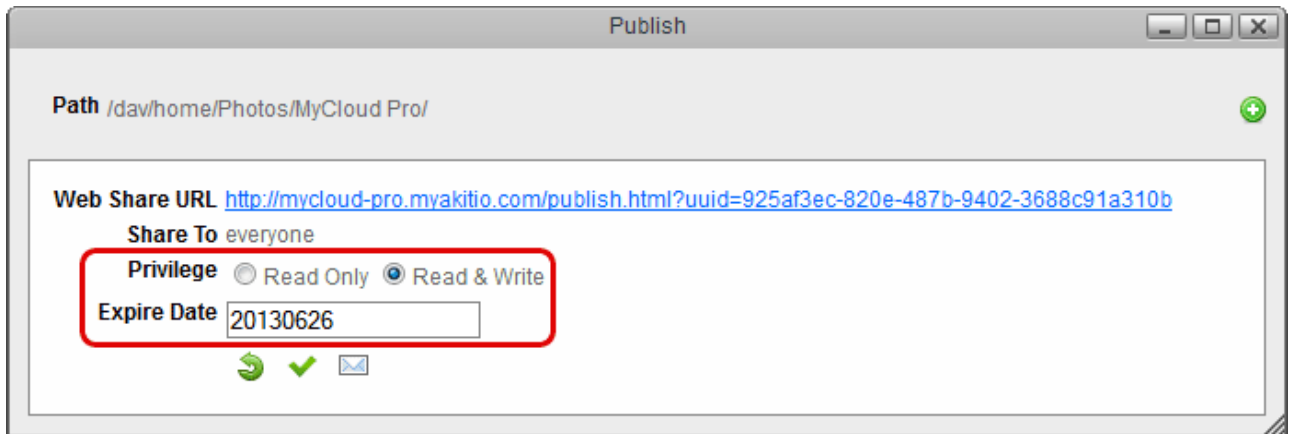 Publish
Path /dav/home/Photos/MyCloud Pro/
Web Share URL http://mycloud-pro.myakitio.com/publish.html?uuid=925af3ec-820e-487b-9402-3688c91a310b
Share To everyone
Privilege Read Only Read & Write
Expire Date 20130626